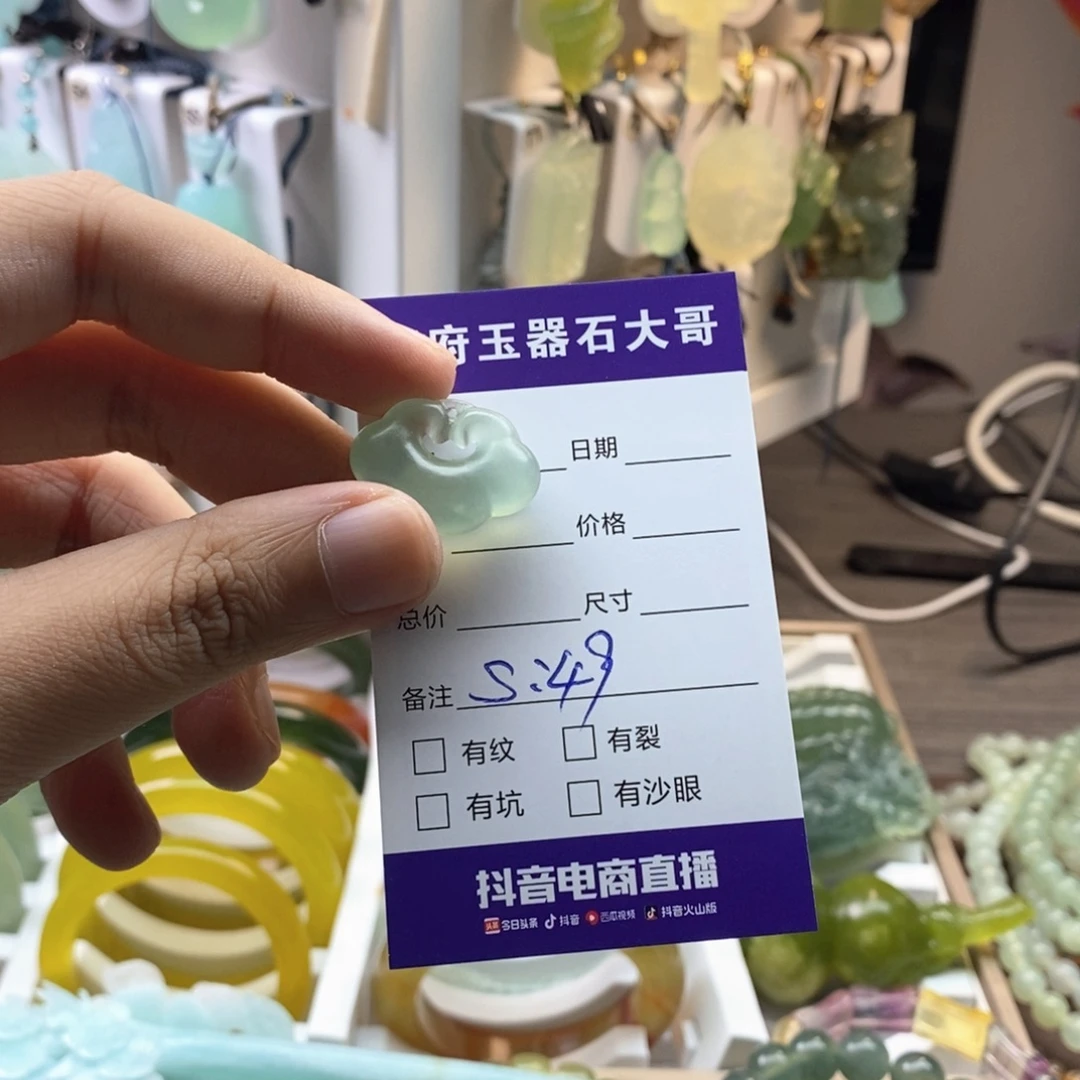 府玉器石大哥
日期
价格
总价 尺寸
备注 S:49
有纹 有裂
有坑 有沙眼
抖音电商直播
头条 今日头条 抖音 西瓜视频 抖音火山版